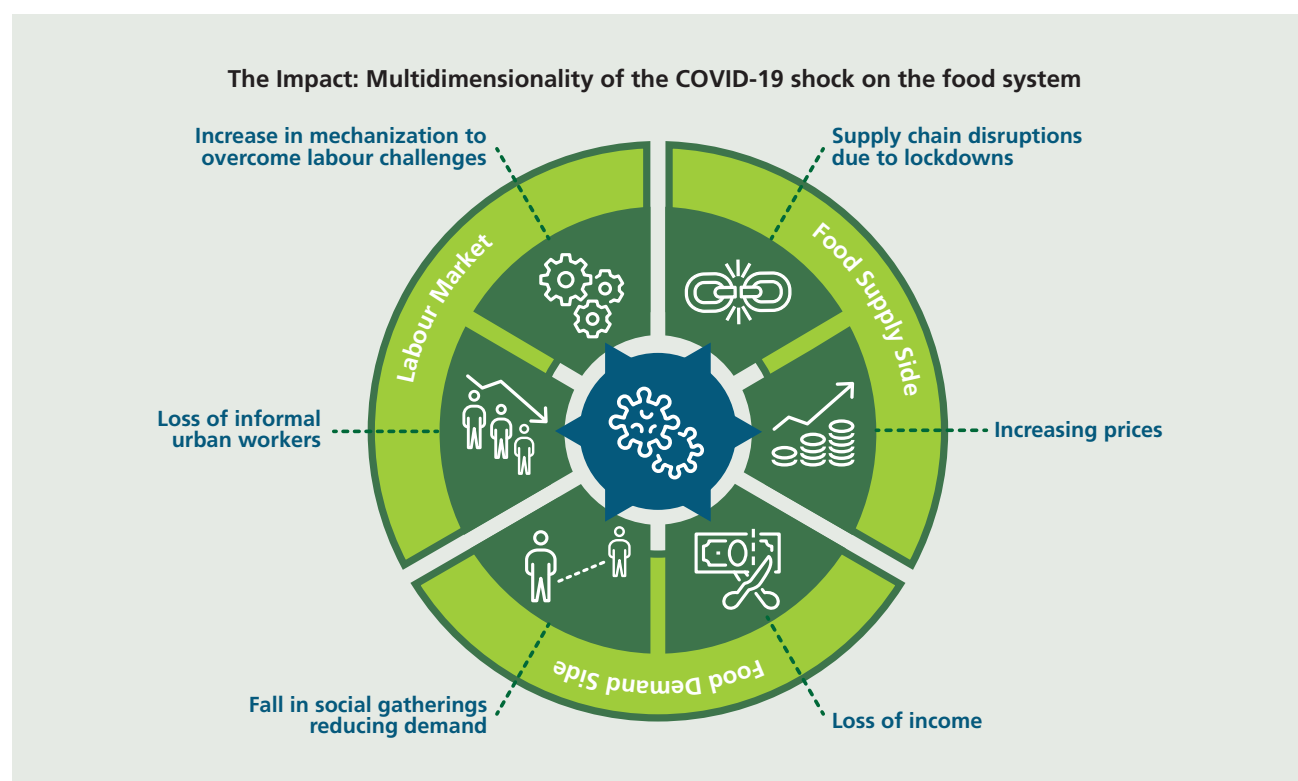 The Impact: Multidimensionality of the COVID-19 shock on the food system
Increase in mechanization to
overcome labour challenges
Supply chain disruptions
due to lockdowns
Labour Market
Food Supply Side
Loss of informal
urban workers
Increasing prices
Food Demand Side
Fall in social gatherings
reducing demand
Loss of income